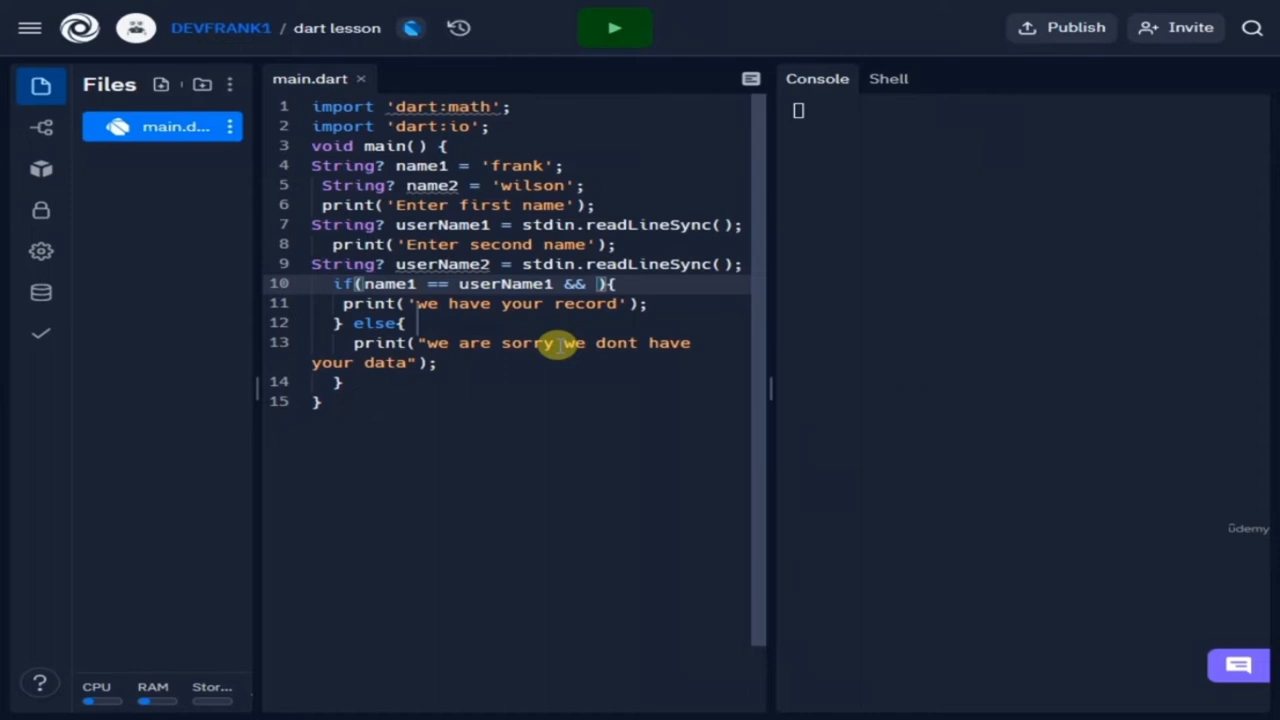 DEVFRANK1 / dart lesson
Publish
Invite
Files
main.d...
CPU
RAM
Stor...
?
main.dart ×
1 import 'dart:math';
2 import 'dart:io';
3 void main() {
4 String? name1 = 'frank';
5 String? name2 = 'wilson';
6 print('Enter first name');
7 String? userName1 = stdin.readLineSync();
8 print('Enter second name');
9 String? userName2 = stdin.readLineSync();
10 if(name1 == userName1 && ){
11 print('we have your record');
12 } else{
13 print("we are sorry we dont have
your data");
14 }
15 }
Console
Shell
ûdemy